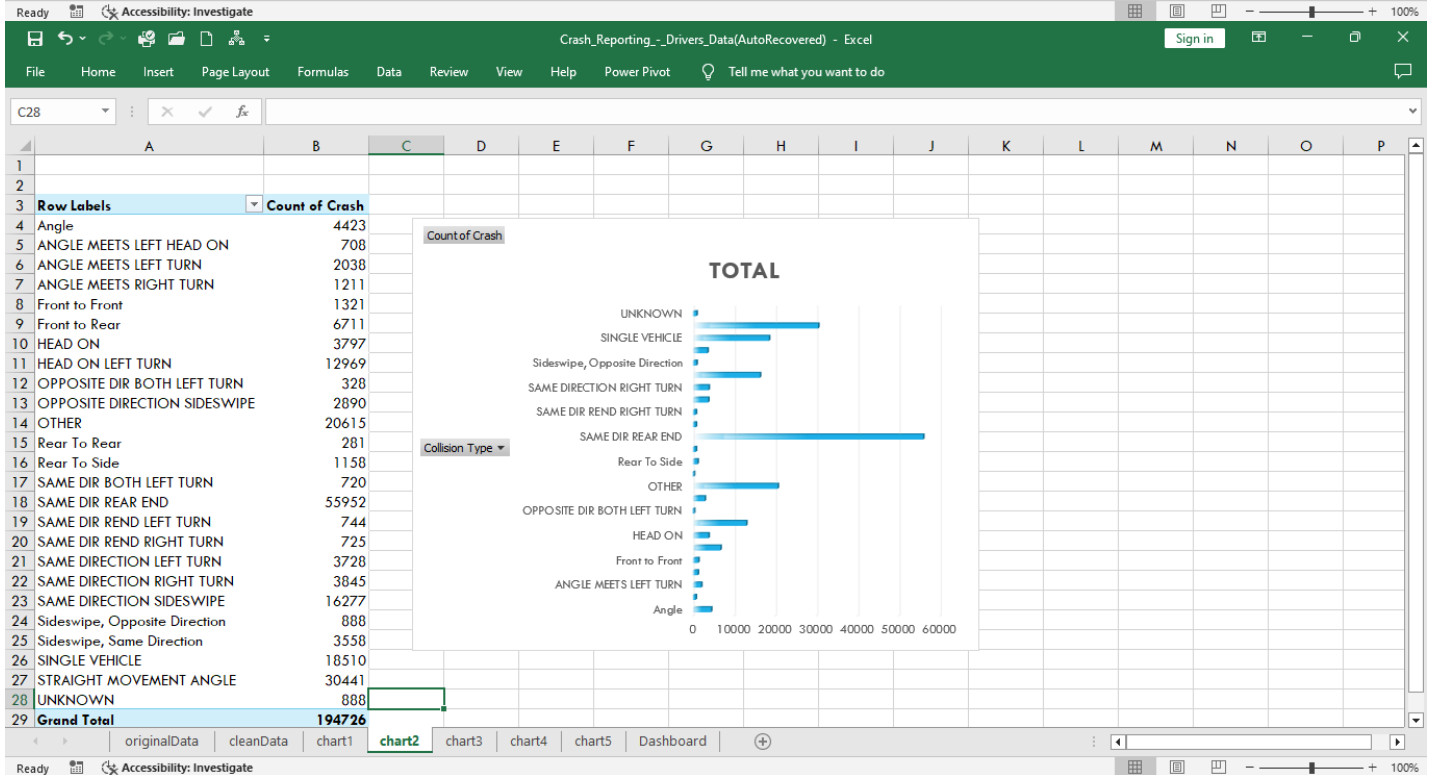 Ready Accessibility: Investigate 100%
Crash_Reporting_-_Drivers_Data(AutoRecovered) - Excel Sign in
File Home Insert Page Layout Formulas Data Review View Help Power Pivot Tell me what you want to do
C28 fx
A B C D E F G H I J K L M N O P
1
2
3 Row Labels Count of Crash
4 Angle 4423
5 ANGLE MEETS LEFT HEAD ON 708
6 ANGLE MEETS LEFT TURN 2038
7 ANGLE MEETS RIGHT TURN 1211
8 Front to Front 1321
9 Front to Rear 6711
10 HEAD ON 3797
11 HEAD ON LEFT TURN 12969
12 OPPOSITE DIR BOTH LEFT TURN 328
13 OPPOSITE DIRECTION SIDESWIPE 2890
14 OTHER 20615
15 Rear To Rear 281
16 Rear To Side 1158
17 SAME DIR BOTH LEFT TURN 720
18 SAME DIR REAR END 55952
19 SAME DIR REND LEFT TURN 744
20 SAME DIR REND RIGHT TURN 725
21 SAME DIRECTION LEFT TURN 3728
22 SAME DIRECTION RIGHT TURN 3845
23 SAME DIRECTION SIDESWIPE 16277
24 Sideswipe, Opposite Direction 888
25 Sideswipe, Same Direction 3558
26 SINGLE VEHICLE 18510
27 STRAIGHT MOVEMENT ANGLE 30441
28 UNKNOWN 888
29 Grand Total 194726
Count of Crash
TOTAL
UNKNOWN
SINGLE VEHICLE
Sideswipe, Opposite Direction
SAME DIRECTION RIGHT TURN
SAME DIR REND RIGHT TURN
SAME DIR REAR END
Collision Type
Rear To Side
OTHER
OPPOSITE DIR BOTH LEFT TURN
HEAD ON
Front to Front
ANGLE MEETS LEFT TURN
Angle
0 10000 20000 30000 40000 50000 60000
originalData cleanData chart1 chart2 chart3 chart4 chart5 Dashboard
Ready Accessibility: Investigate 100%